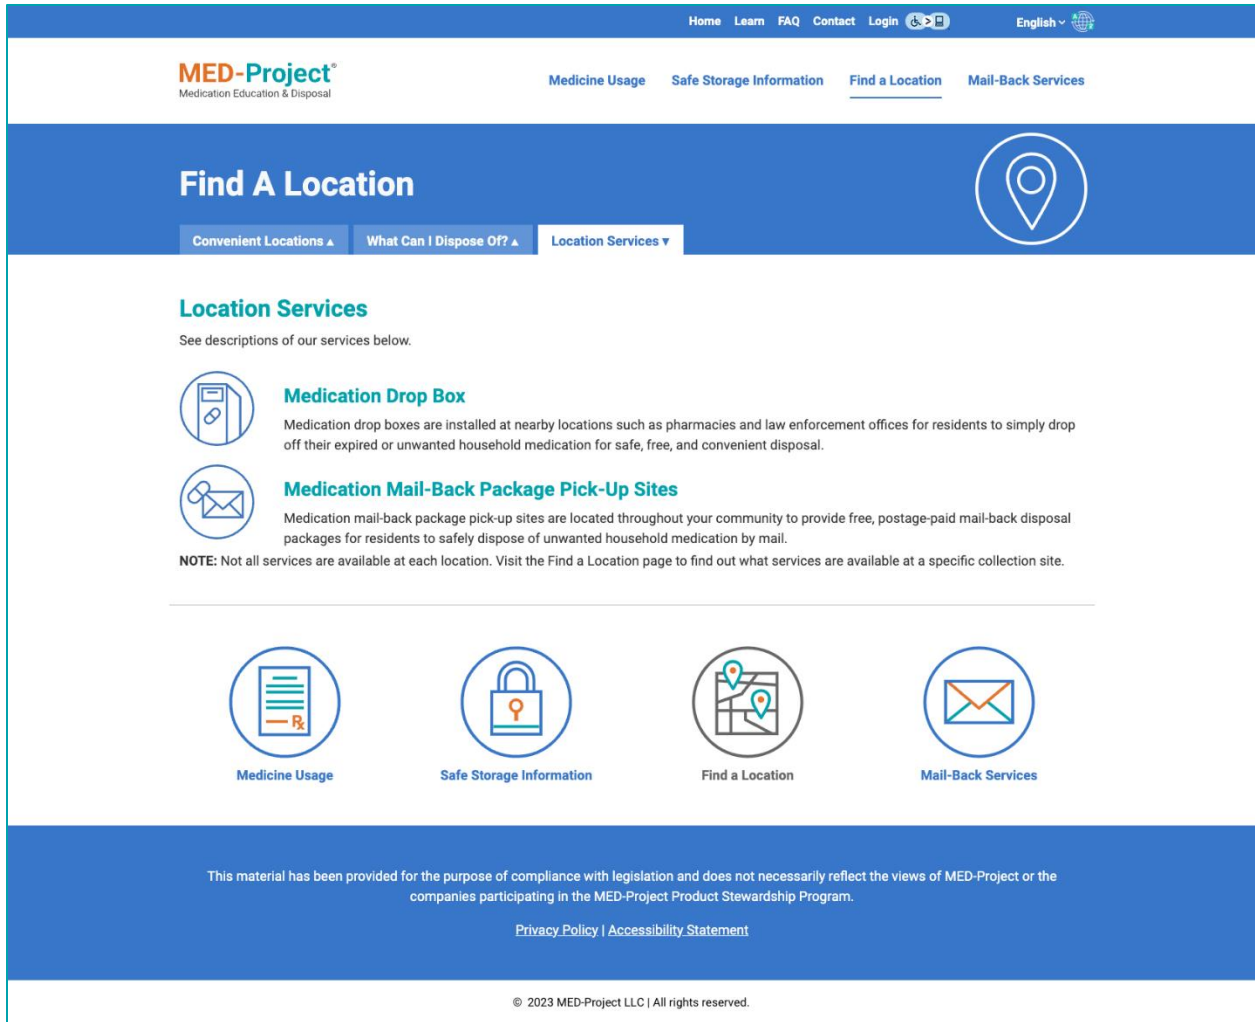 Home Learn FAQ Contact Login English
MED-Project®
Medication Education & Disposal
Medicine Usage Safe Storage Information Find a Location Mail-Back Services
Find A Location
Convenient Locations ▲ What Can I Dispose Of? ▲ Location Services ▼
Location Services
See descriptions of our services below.
Medication Drop Box
Medication drop boxes are installed at nearby locations such as pharmacies and law enforcement offices for residents to simply drop
off their expired or unwanted household medication for safe, free, and convenient disposal.
Medication Mail-Back Package Pick-Up Sites
Medication mail-back package pick-up sites are located throughout your community to provide free, postage-paid mail-back disposal
packages for residents to safely dispose of unwanted household medication by mail.
NOTE: Not all services are available at each location. Visit the Find a Location page to find out what services are available at a specific collection site.
Rx
Medicine Usage Safe Storage Information Find a Location Mail-Back Services
This material has been provided for the purpose of compliance with legislation and does not necessarily reflect the views of MED-Project or the
companies participating in the MED-Project Product Stewardship Program.
Privacy Policy | Accessibility Statement
© 2023 MED-Project LLC | All rights reserved.